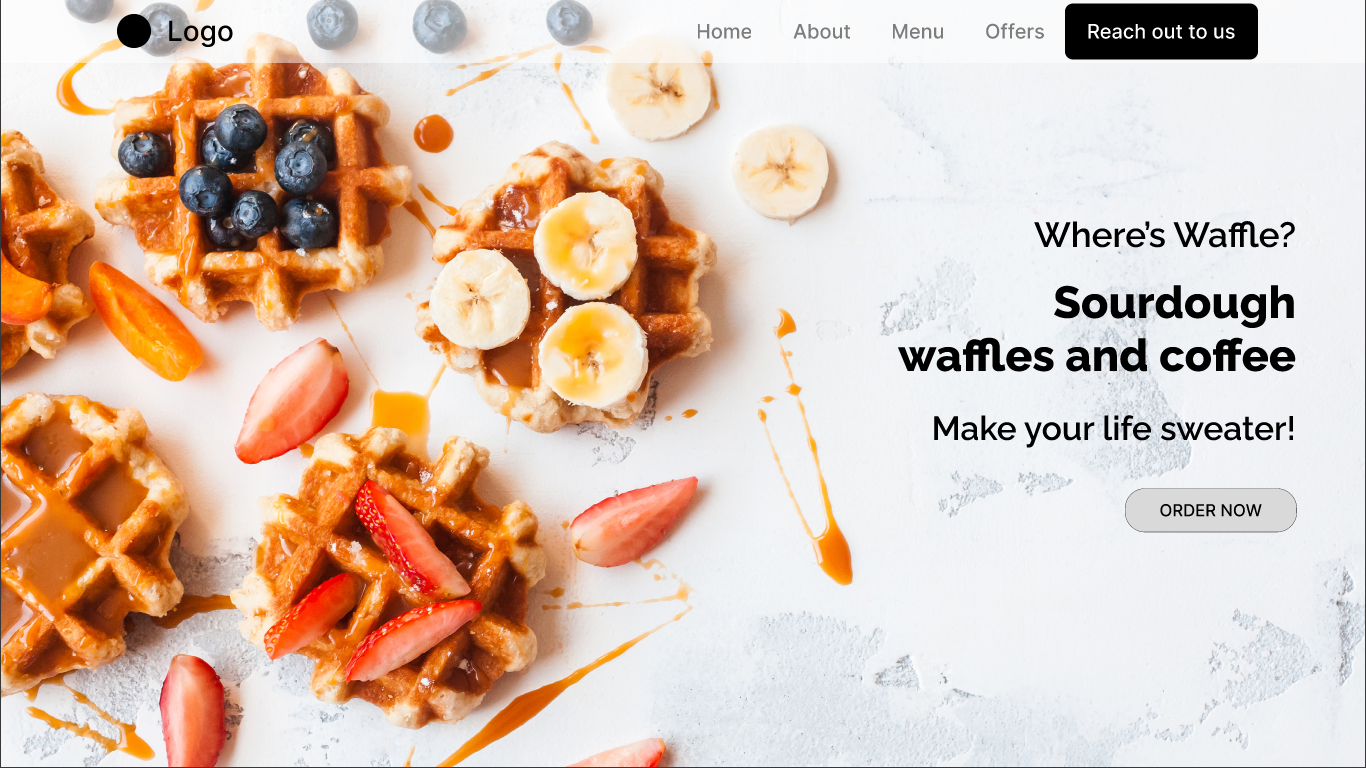 Logo
Home
About
Menu
Offers
Reach out to us
Where's Waffle?
Sourdough
waffles and coffee
Make your life sweater!
ORDER NOW